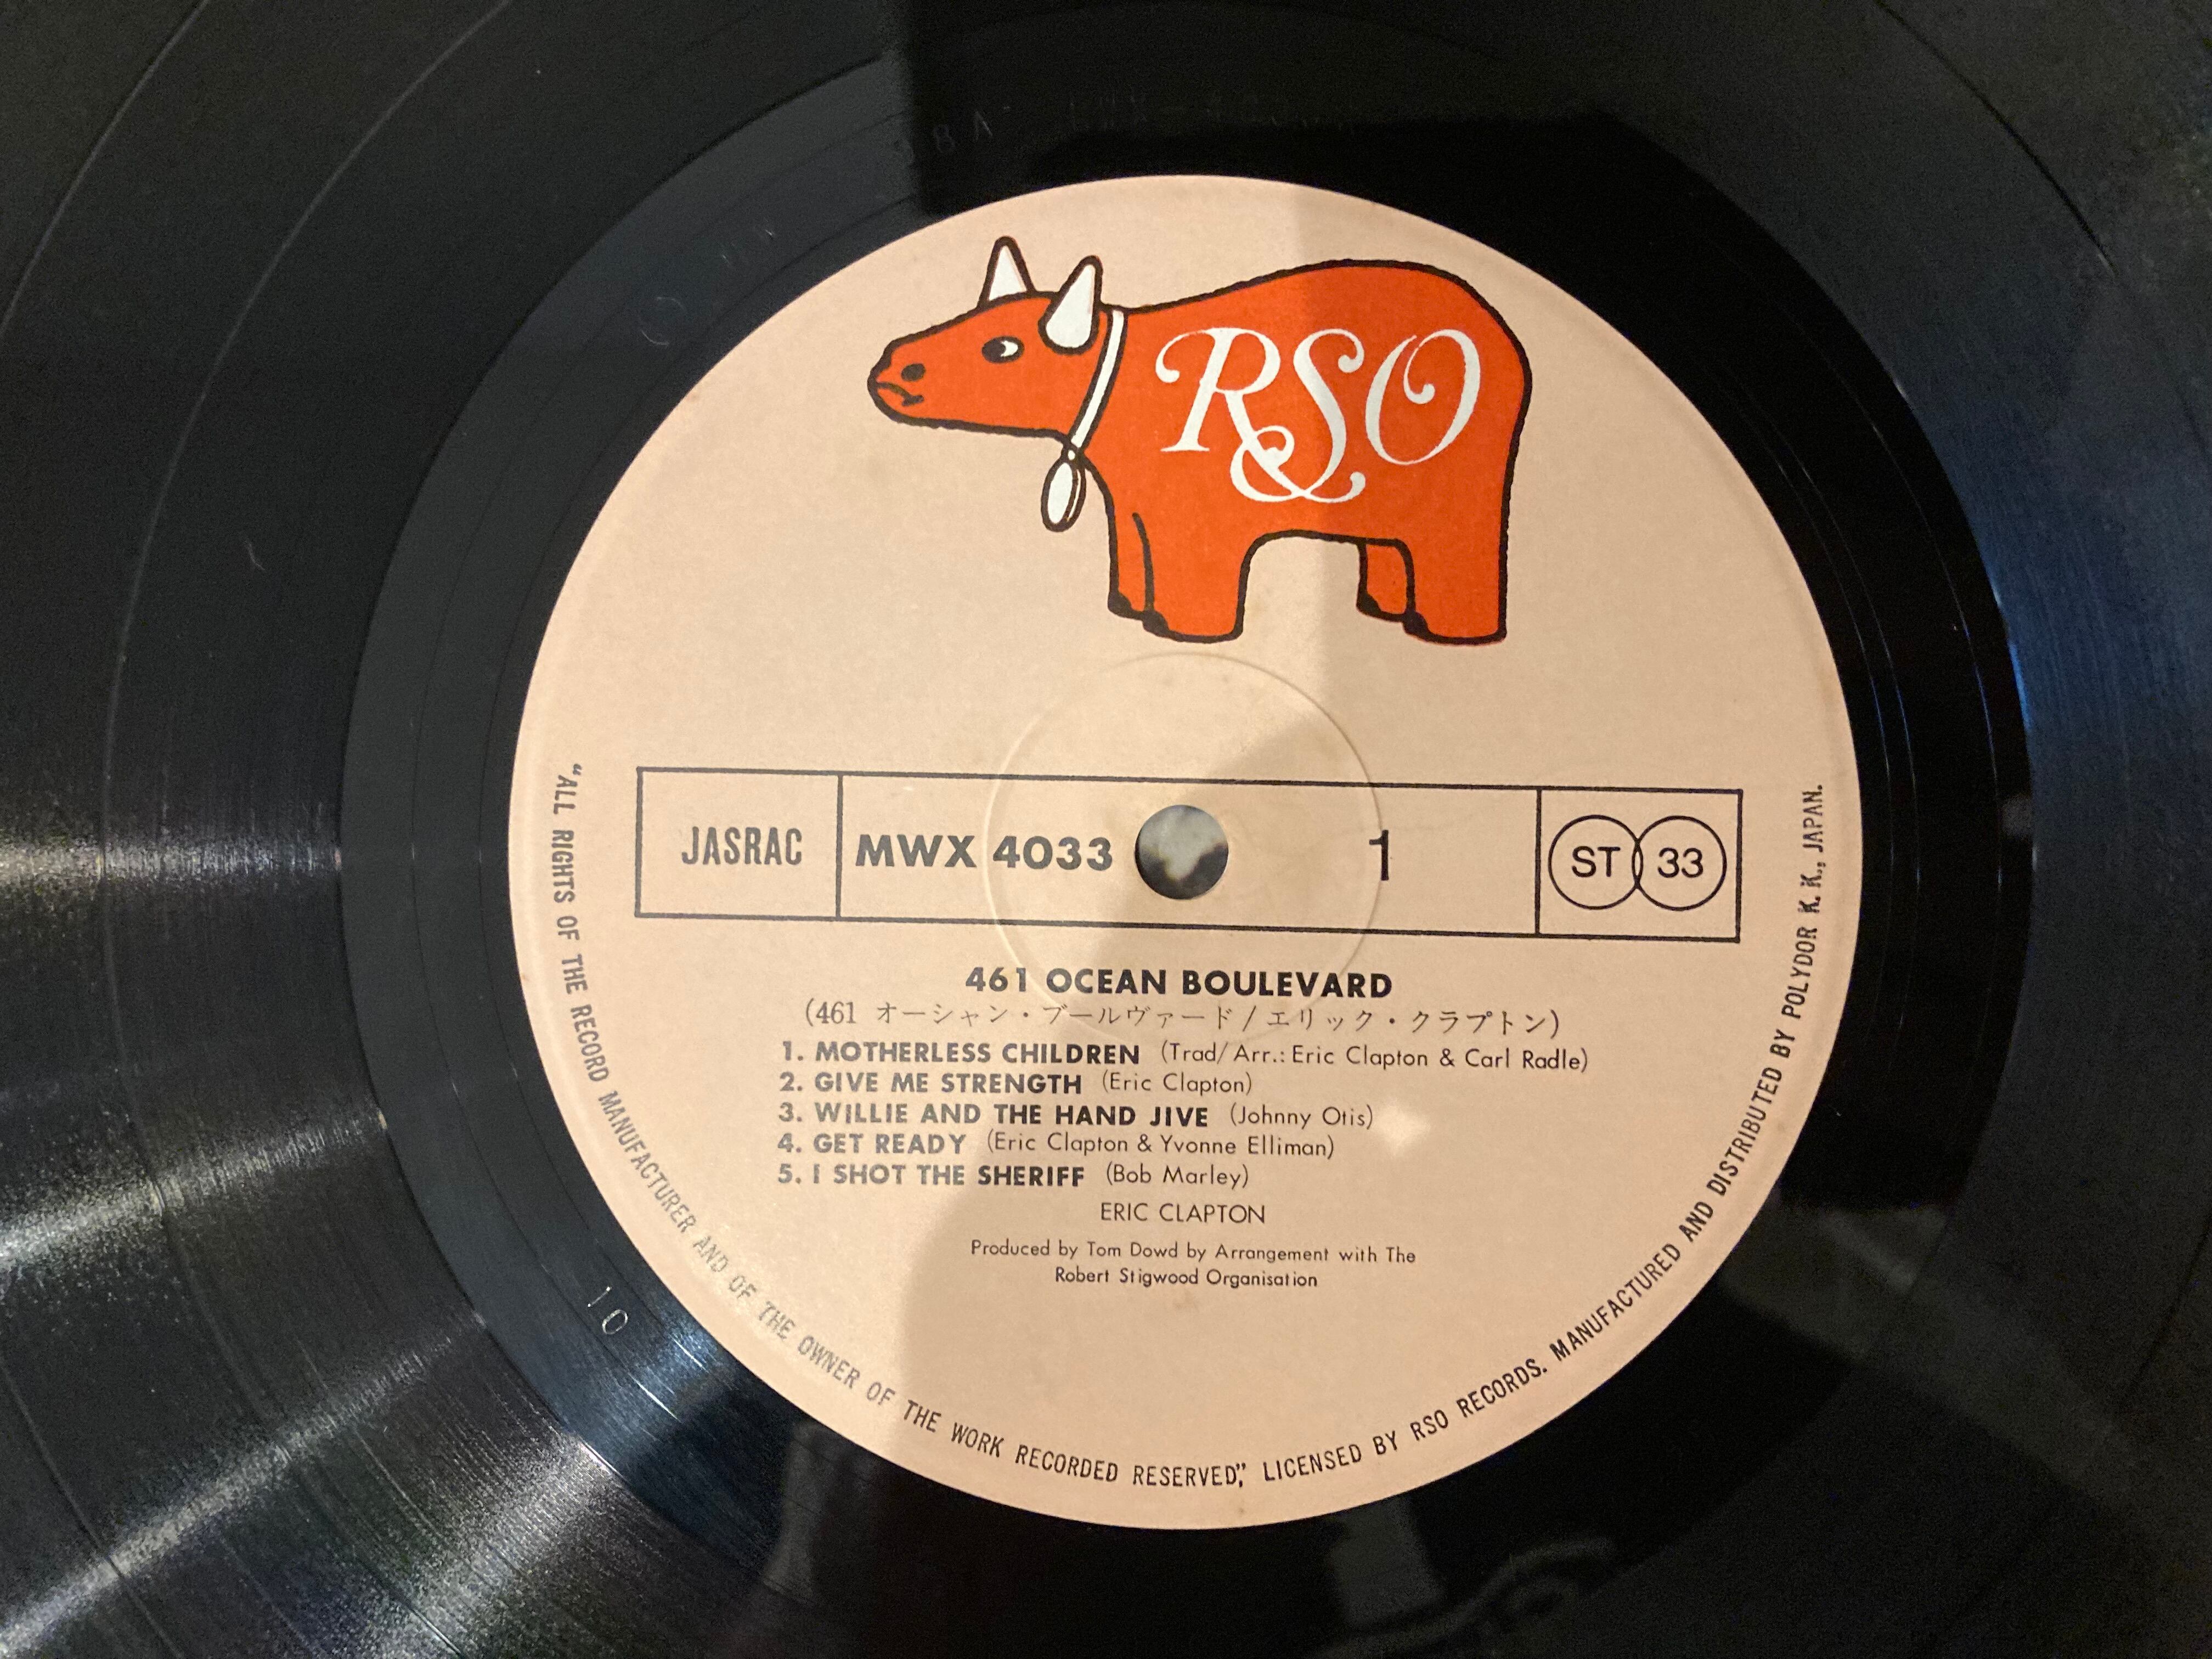 RSO
JASRAC
MWX 4033
1
ST 33
461 OCEAN BOULEVARD
(461 オーシャン・ブールヴァード/エリック・クラプトン)
1. MOTHERLESS CHILDREN (Trad/Arr.: Eric Clapton & Carl Radle)
2. GIVE ME STRENGTH (Eric Clapton)
3. WILLIE AND THE HAND JIVE (Johnny Otis)
4. GET READY (Eric Clapton & Yvonne Elliman)
5. I SHOT THE SHERIFF (Bob Marley)
ERIC CLAPTON
Produced by Tom Dowd by Arrangement with The
Robert Stigwood Organisation
"ALL RIGHTS OF THE RECORD MANUFACTURER AND OF THE OWNER OF THE WORK RECORDED RESERVED," LICENSED BY RSO RECORDS. MANUFACTURED AND DISTRIBUTED BY POLYDOR K. K., JAPAN.
10